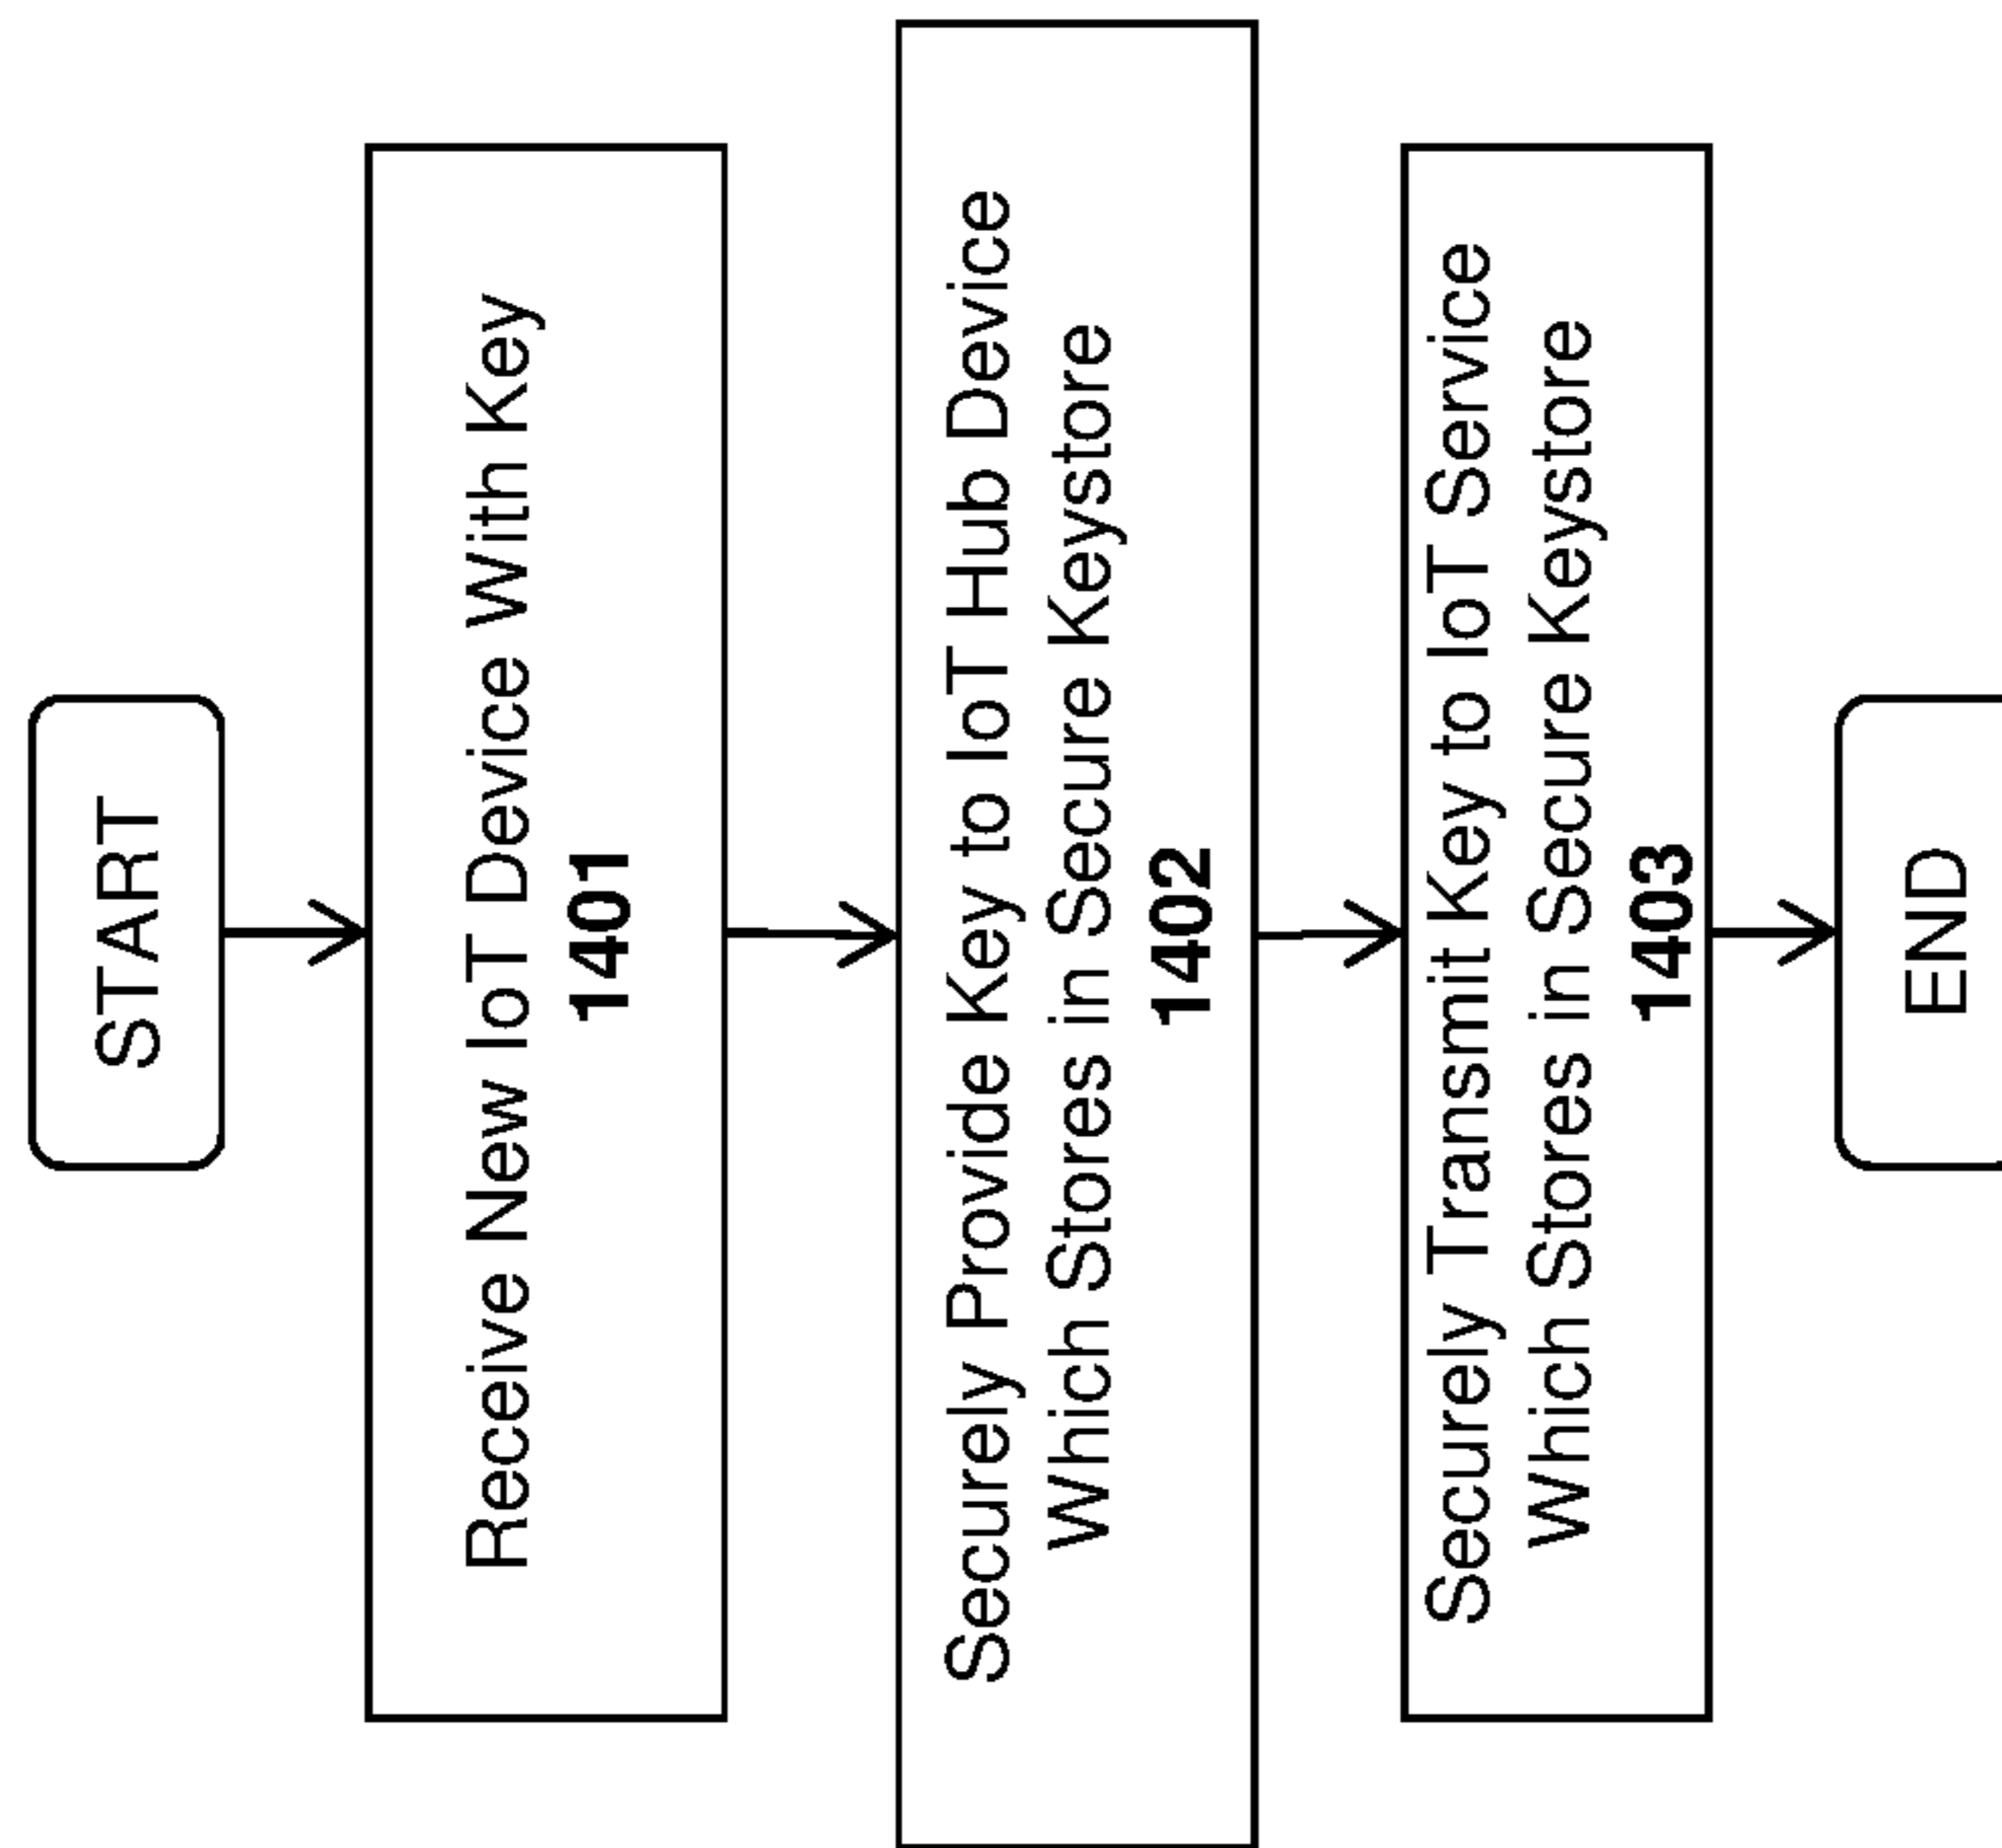 START
Receive New IoT Device With Key
1401
Securely Provide Key to IoT Hub Device
Which Stores in Secure Keystore
1402
Securely Transmit Key to IoT Service
Which Stores in Secure Keystore
1403
END